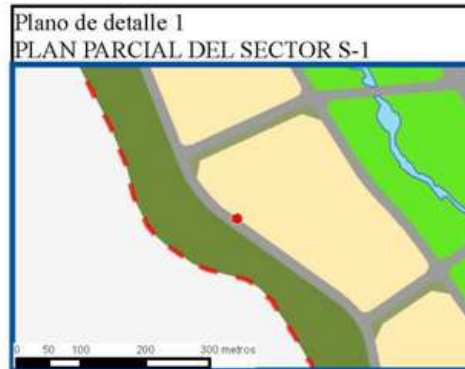 Plano de detalle 1
PLAN PARCIAL DEL SECTOR S-1
0 50 100 200 300 metros